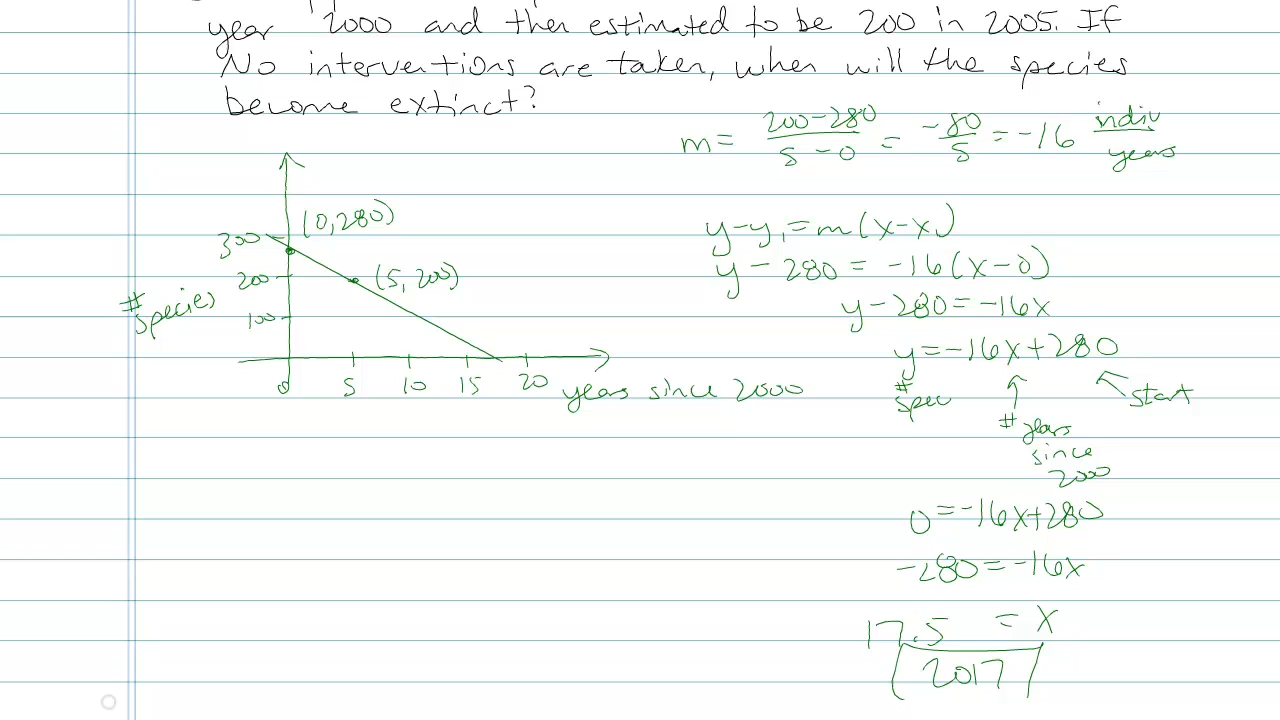 year 2000 and then estimated to be 200 in 2005. If
No interventions are taken, when will the species
become extinct?
m = 200-280 / 5-0 = -80/5 = -16 indiv/years
(0,280)
300
200
100
# species
(5,200)
0 5 10 15 20 years since 2000
y-y₁=m(x-x₁)
y-280 = -16(x-0)
y-280=-16x
y=-16x+280
# spec
# years since 2000
start
0=-16x+280
-280=-16x
17.5 = x
2017